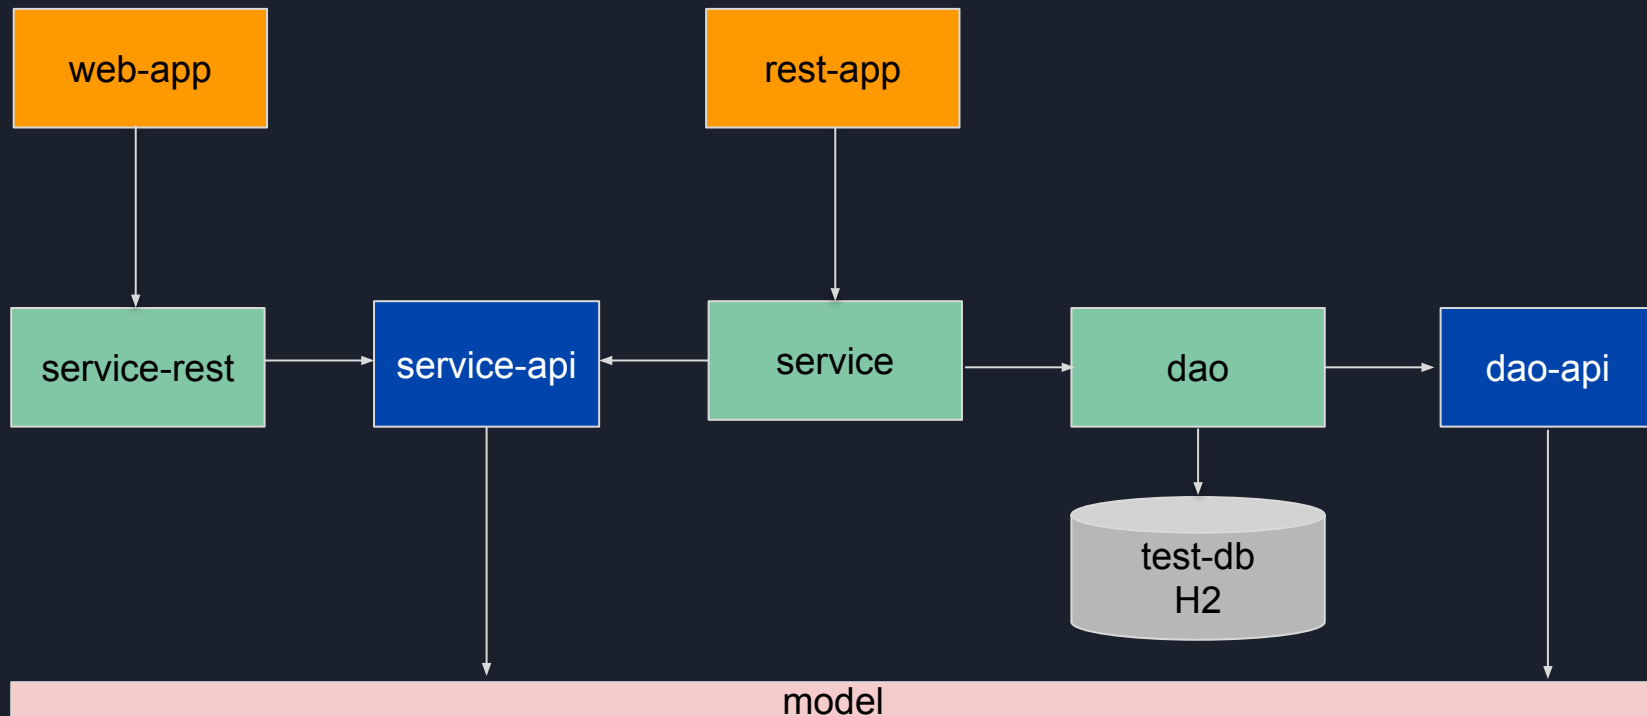 web-app
rest-app
service-rest
service-api
service
dao
dao-api
test-db
H2
model